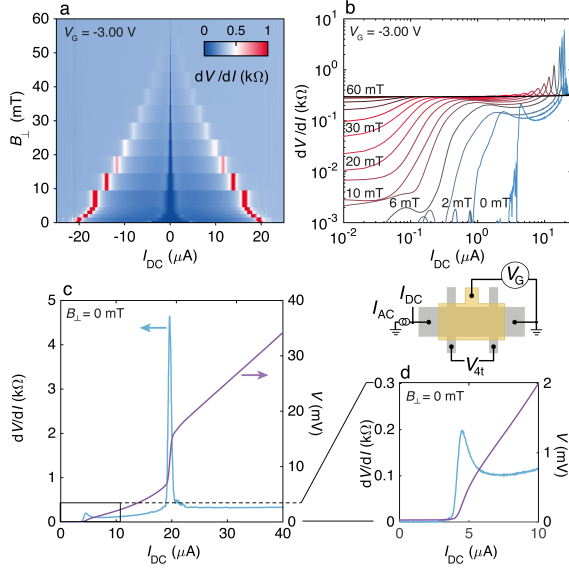 a
V_G = -3.00 V
0 0.5 1
dV/dI (kΩ)
B⊥ (mT)
60
50
40
30
20
10
0
-20 -10 0 10 20
I_DC (μA)
b
V_G = -3.00 V
dV/dI (kΩ)
10^1
10^0
10^-1
10^-2
10^-3
60 mT
30 mT
20 mT
10 mT
6 mT 2 mT 0 mT
10^-2 10^-1 10^0 10^1
I_DC (μA)
I_DC
I_AC
V_G
V_4t
c
B⊥ = 0 mT
dV/dI (kΩ)
5
4
3
2
1
0
V (mV)
40
30
20
10
0
0 10 20 30 40
I_DC (μA)
d
B⊥ = 0 mT
dV/dI (kΩ)
0.3
0.2
0.1
0
V (mV)
2
1
0
0 5 10
I_DC (μA)